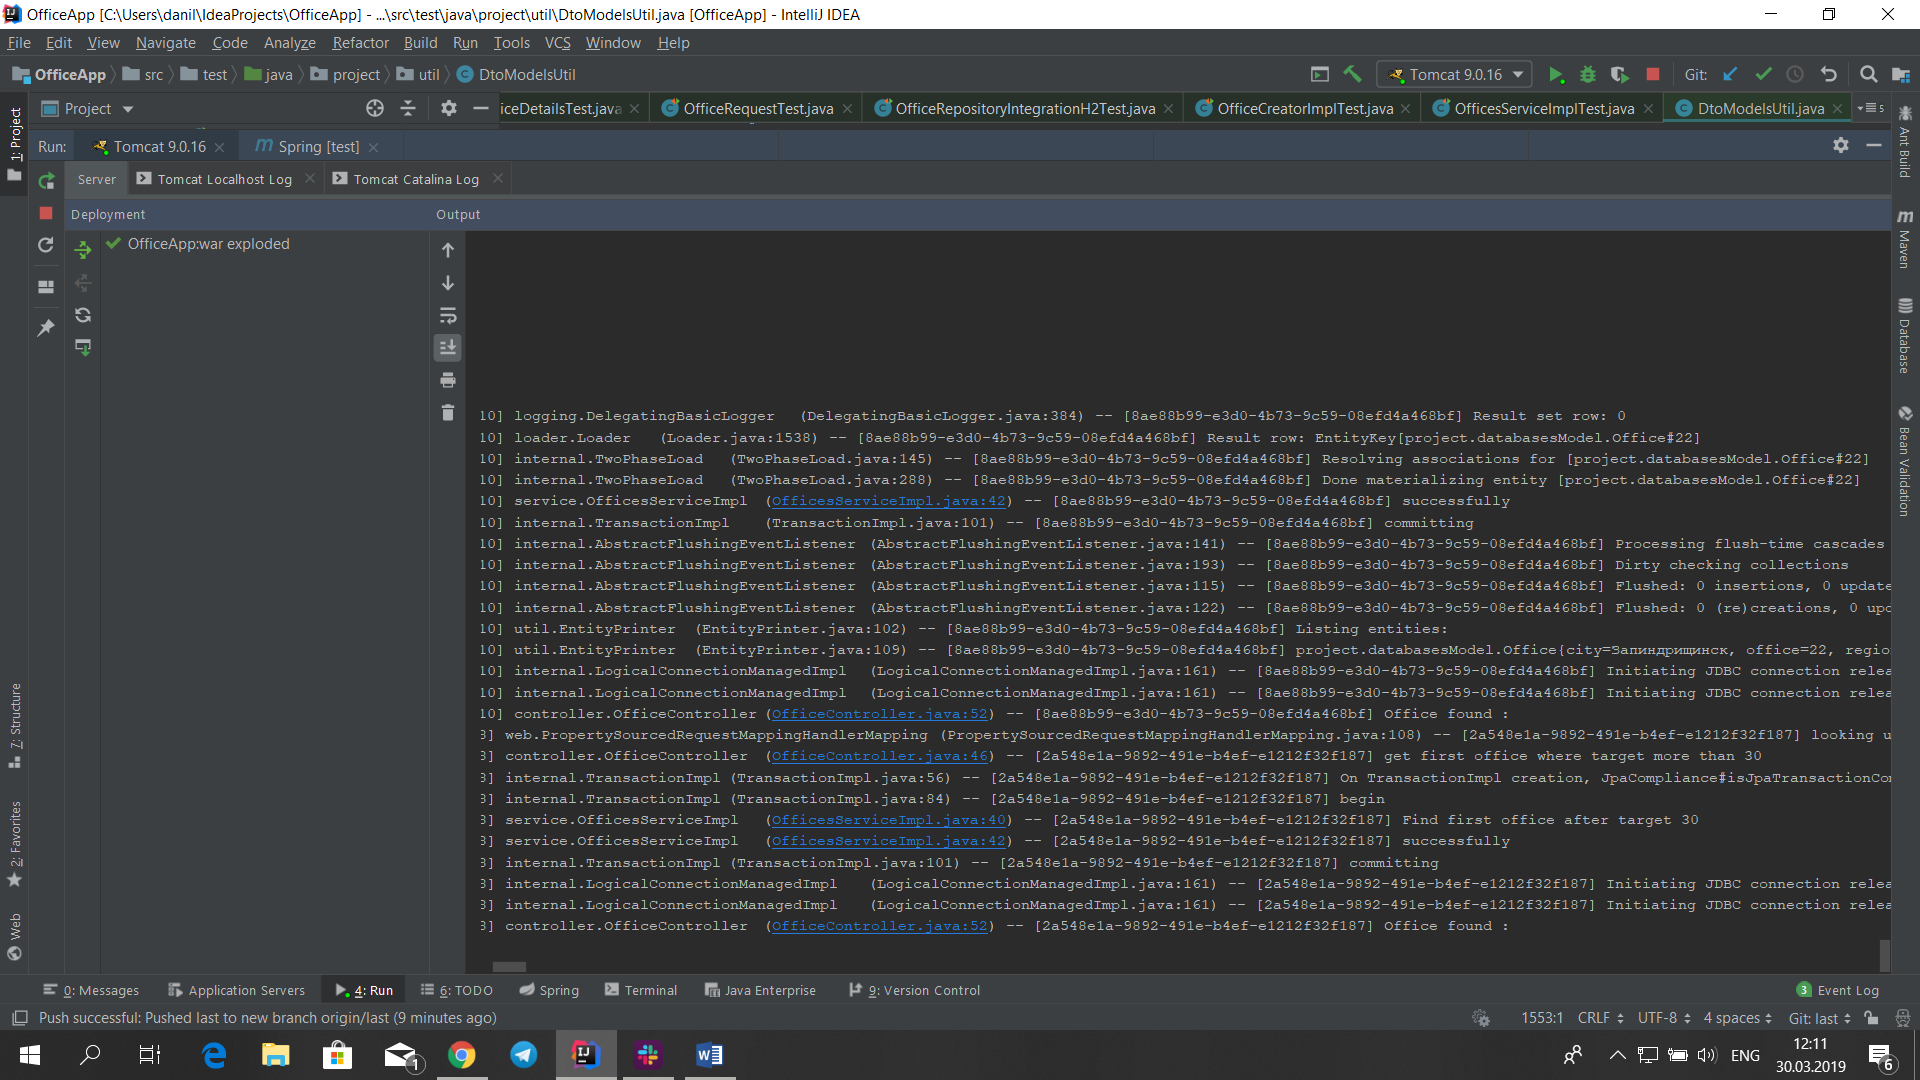 OfficeApp [C:\Users\danil\IdeaProjects\OfficeApp] - ...\src\test\java\project\util\DtoModelsUtil.java [OfficeApp] - IntelliJ IDEA
File Edit View Navigate Code Analyze Refactor Build Run Tools VCS Window Help
OfficeApp src test java project util DtoModelsUtil Tomcat 9.0.16 Git:
Project iceDetailsTest.java OfficeRequestTest.java OfficeRepositoryIntegrationH2Test.java OfficeCreatorImplTest.java OfficesServiceImplTest.java DtoModelsUtil.java 5
Run: Tomcat 9.0.16 Spring [test]
Server Tomcat Localhost Log Tomcat Catalina Log
Deployment Output
OfficeApp:war exploded
10] logging.DelegatingBasicLogger (DelegatingBasicLogger.java:384) -- [8ae88b99-e3d0-4b73-9c59-08efd4a468bf] Result set row: 0
10] loader.Loader (Loader.java:1538) -- [8ae88b99-e3d0-4b73-9c59-08efd4a468bf] Result row: EntityKey[project.databasesModel.Office#22]
10] internal.TwoPhaseLoad (TwoPhaseLoad.java:145) -- [8ae88b99-e3d0-4b73-9c59-08efd4a468bf] Resolving associations for [project.databasesModel.Office#22]
10] internal.TwoPhaseLoad (TwoPhaseLoad.java:288) -- [8ae88b99-e3d0-4b73-9c59-08efd4a468bf] Done materializing entity [project.databasesModel.Office#22]
10] service.OfficesServiceImpl (OfficesServiceImpl.java:42) -- [8ae88b99-e3d0-4b73-9c59-08efd4a468bf] successfully
10] internal.TransactionImpl (TransactionImpl.java:101) -- [8ae88b99-e3d0-4b73-9c59-08efd4a468bf] committing
10] internal.AbstractFlushingEventListener (AbstractFlushingEventListener.java:141) -- [8ae88b99-e3d0-4b73-9c59-08efd4a468bf] Processing flush-time cascades
10] internal.AbstractFlushingEventListener (AbstractFlushingEventListener.java:193) -- [8ae88b99-e3d0-4b73-9c59-08efd4a468bf] Dirty checking collections
10] internal.AbstractFlushingEventListener (AbstractFlushingEventListener.java:115) -- [8ae88b99-e3d0-4b73-9c59-08efd4a468bf] Flushed: 0 insertions, 0 update
10] internal.AbstractFlushingEventListener (AbstractFlushingEventListener.java:122) -- [8ae88b99-e3d0-4b73-9c59-08efd4a468bf] Flushed: 0 (re)creations, 0 upd
10] util.EntityPrinter (EntityPrinter.java:102) -- [8ae88b99-e3d0-4b73-9c59-08efd4a468bf] Listing entities:
10] util.EntityPrinter (EntityPrinter.java:109) -- [8ae88b99-e3d0-4b73-9c59-08efd4a468bf] project.databasesModel.Office{city=Запиндрищинск, office=22, regio
10] internal.LogicalConnectionManagedImpl (LogicalConnectionManagedImpl.java:161) -- [8ae88b99-e3d0-4b73-9c59-08efd4a468bf] Initiating JDBC connection relea
10] internal.LogicalConnectionManagedImpl (LogicalConnectionManagedImpl.java:161) -- [8ae88b99-e3d0-4b73-9c59-08efd4a468bf] Initiating JDBC connection relea
10] controller.OfficeController (OfficeController.java:52) -- [8ae88b99-e3d0-4b73-9c59-08efd4a468bf] Office found :
3] web.PropertySourcedRequestMappingHandlerMapping (PropertySourcedRequestMappingHandlerMapping.java:108) -- [2a548e1a-9892-491e-b4ef-e1212f32f187] looking u
3] controller.OfficeController (OfficeController.java:46) -- [2a548e1a-9892-491e-b4ef-e1212f32f187] get first office where target more than 30
3] internal.TransactionImpl (TransactionImpl.java:56) -- [2a548e1a-9892-491e-b4ef-e1212f32f187] On TransactionImpl creation, JpaCompliance#isJpaTransactionCom
3] internal.TransactionImpl (TransactionImpl.java:84) -- [2a548e1a-9892-491e-b4ef-e1212f32f187] begin
3] service.OfficesServiceImpl (OfficesServiceImpl.java:40) -- [2a548e1a-9892-491e-b4ef-e1212f32f187] Find first office after target 30
3] service.OfficesServiceImpl (OfficesServiceImpl.java:42) -- [2a548e1a-9892-491e-b4ef-e1212f32f187] successfully
3] internal.TransactionImpl (TransactionImpl.java:101) -- [2a548e1a-9892-491e-b4ef-e1212f32f187] committing
3] internal.LogicalConnectionManagedImpl (LogicalConnectionManagedImpl.java:161) -- [2a548e1a-9892-491e-b4ef-e1212f32f187] Initiating JDBC connection relea
3] internal.LogicalConnectionManagedImpl (LogicalConnectionManagedImpl.java:161) -- [2a548e1a-9892-491e-b4ef-e1212f32f187] Initiating JDBC connection relea
3] controller.OfficeController (OfficeController.java:52) -- [2a548e1a-9892-491e-b4ef-e1212f32f187] Office found :
1: Project
7: Structure
2: Favorites
Web
Ant Build
Maven
Database
Bean Validation
0: Messages Application Servers 4: Run 6: TODO Spring Terminal Java Enterprise 9: Version Control 3 Event Log
Push successful: Pushed last to new branch origin/last (9 minutes ago) 1553:1 CRLF UTF-8 4 spaces Git: last
1 ENG 12:11
30.03.2019 6